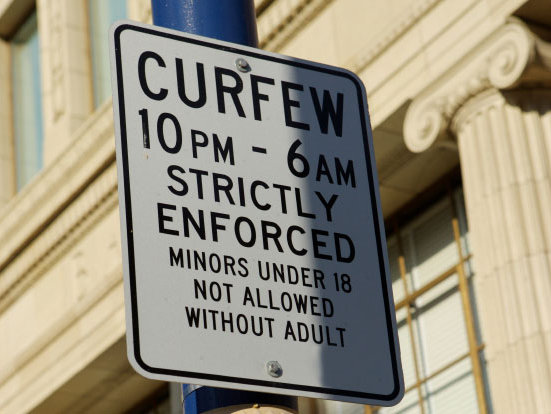 CURFEW
10PM - 6AM
STRICTLY
ENFORCED
MINORS UNDER 18
NOT ALLOWED
WITHOUT ADULT